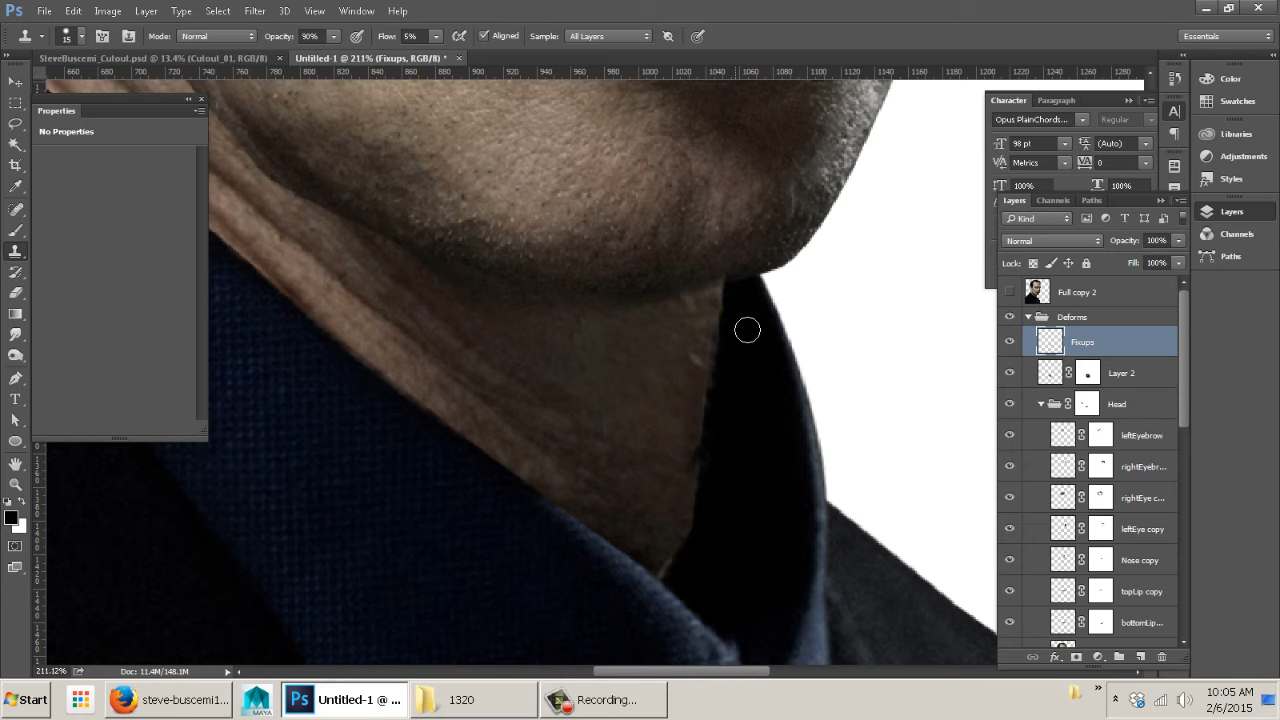 Ps File Edit Image Layer Type Select Filter 3D View Window Help
15 Mode: Normal Opacity: 90% Flow: 5% Aligned Sample: All Layers Essentials
SteveBuscemi_Cutout.psd @ 13.4% (Cutout_01, RGB/8) × Untitled-1 @ 211% (Fixups, RGB/8) * ×
660 680 700 720 740 760 780 800 820 840 860 880 900 920 940 960 980 1000 1020 1040 1060 1080 1100 1120 1140 1160 1180 1200 1220 1240 1260 1280
Properties
No Properties
Character Paragraph
Opus PlainChords... Regular
98 pt (Auto)
Metrics 0
100% 100%
Color
Swatches
Libraries
Adjustments
Styles
Layers
Channels
Paths
Layers Channels Paths
Kind
Normal Opacity: 100%
Lock: Fill: 100%
Full copy 2
Deforms
Fixups
Layer 2
Head
leftEyebrow
rightEyebr...
rightEye c...
leftEye copy
Nose copy
topLip copy
bottomLip...
211.12% Doc: 11.4M/148.1M
Start steve-buscemi1... MAYA Ps Untitled-1 @ ... 1320 Recording... 10:05 AM
2/6/2015